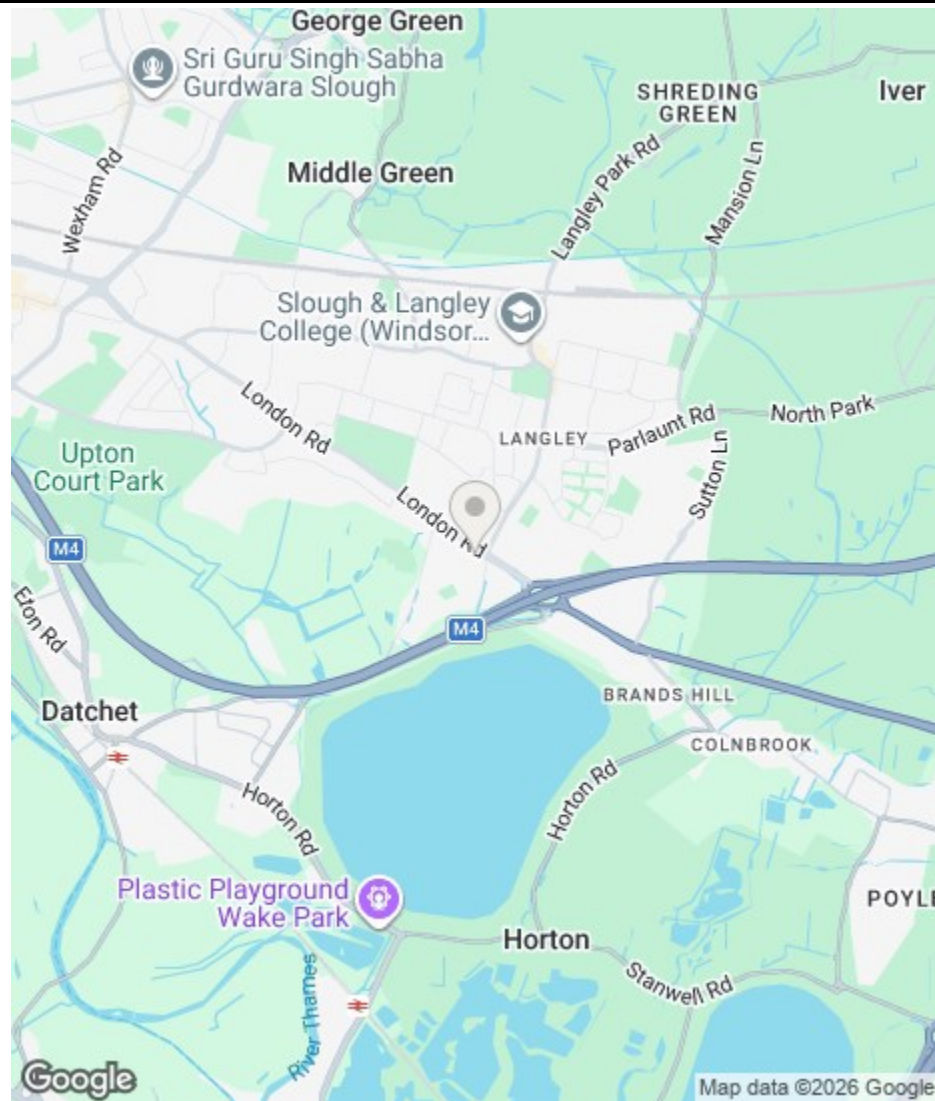 George Green
Sri Guru Singh Sabha
Gurdwara Slough
SHREDING
GREEN
Iver
Wexham Rd
Middle Green
Langley Park Rd
Mansion Ln
Slough & Langley
College (Windsor...
London Rd
LANGLEY
Parlaunt Rd
North Park
Upton
Court Park
London Rd
Sutton Ln
M4
Eton Rd
M4
Datchet
BRANDS HILL
COLNBROOK
Horton Rd
Horton Rd
Plastic Playground
Wake Park
POYLE
Horton
Stanwell Rd
River Thames
Google
Map data ©2026 Google